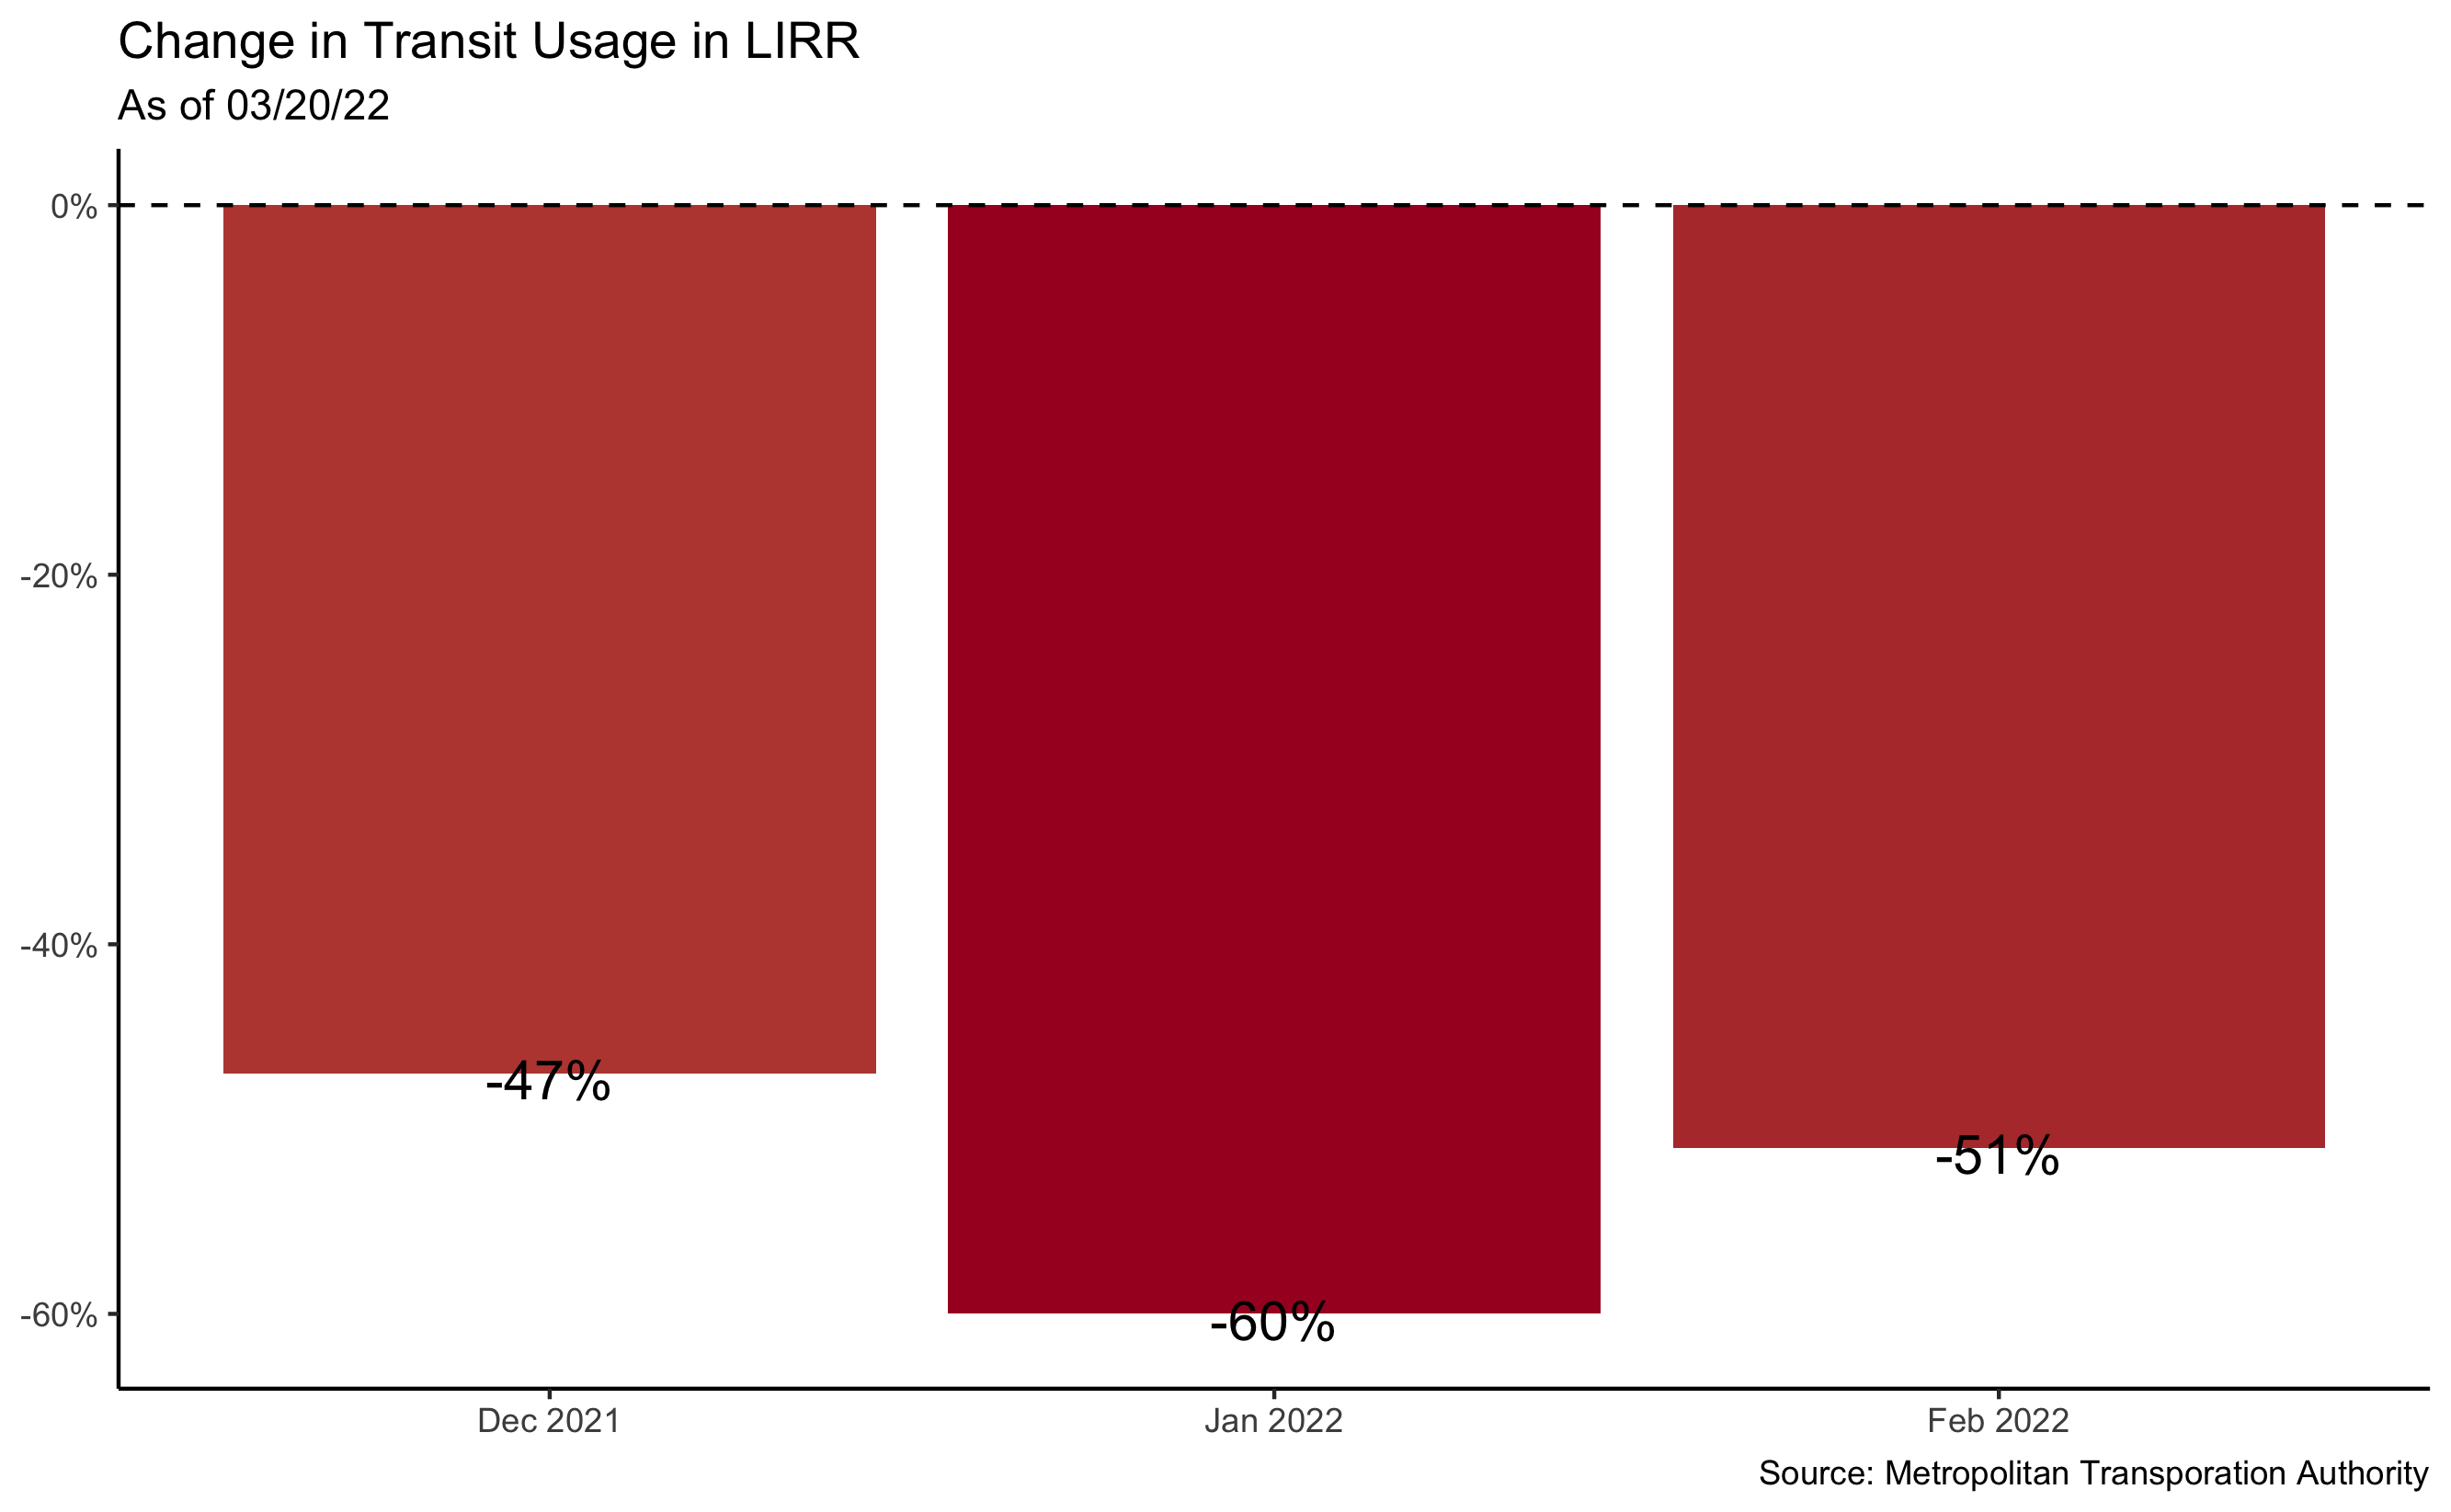 Change in Transit Usage in LIRR
As of 03/20/22
0%
-20%
-40%
-60%
-47%
-60%
-51%
Dec 2021
Jan 2022
Feb 2022
Source: Metropolitan Transporation Authority